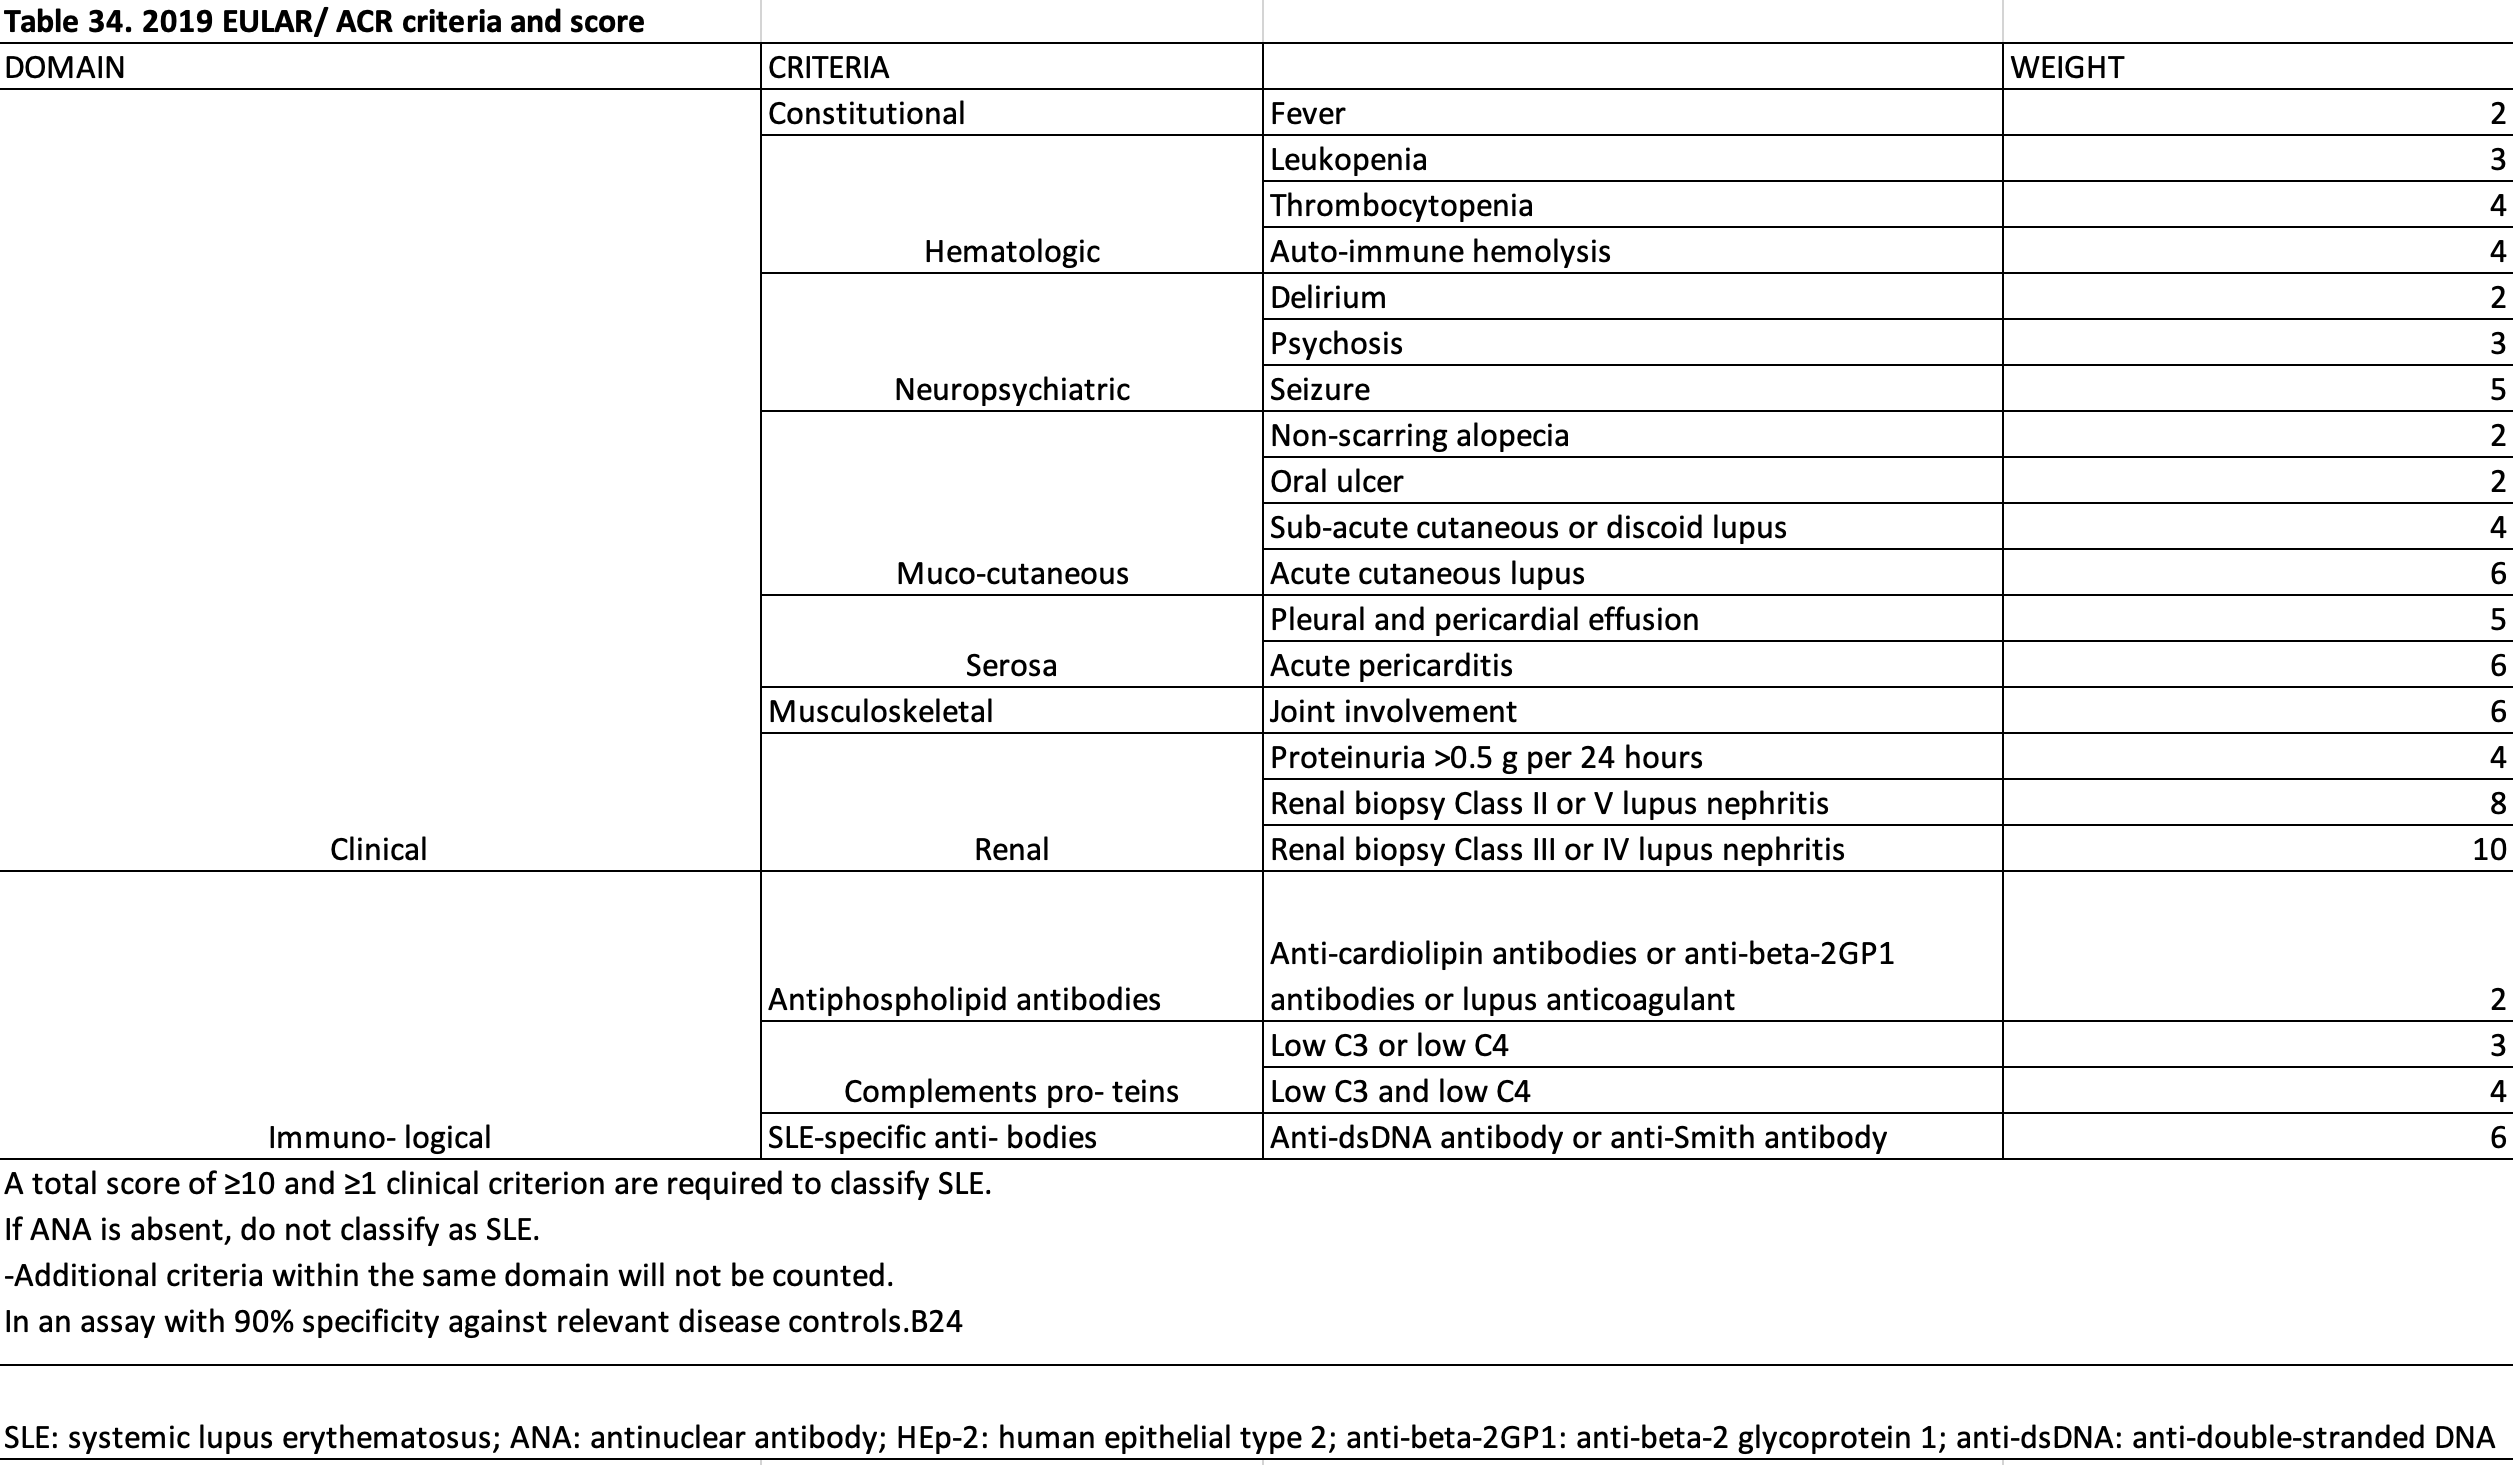 Table 34. 2019 EULAR/ ACR criteria and score
DOMAIN CRITERIA WEIGHT
Constitutional Fever 2
Leukopenia 3
Thrombocytopenia 4
Hematologic Auto-immune hemolysis 4
Delirium 2
Psychosis 3
Neuropsychiatric Seizure 5
Non-scarring alopecia 2
Oral ulcer 2
Sub-acute cutaneous or discoid lupus 4
Muco-cutaneous Acute cutaneous lupus 6
Pleural and pericardial effusion 5
Serosa Acute pericarditis 6
Musculoskeletal Joint involvement 6
Proteinuria >0.5 g per 24 hours 4
Renal biopsy Class II or V lupus nephritis 8
Clinical Renal Renal biopsy Class III or IV lupus nephritis 10
Anti-cardiolipin antibodies or anti-beta-2GP1
Antiphospholipid antibodies antibodies or lupus anticoagulant 2
Low C3 or low C4 3
Complements pro- teins Low C3 and low C4 4
Immuno- logical SLE-specific anti- bodies Anti-dsDNA antibody or anti-Smith antibody 6
A total score of ≥10 and ≥1 clinical criterion are required to classify SLE.
If ANA is absent, do not classify as SLE.
-Additional criteria within the same domain will not be counted.
In an assay with 90% specificity against relevant disease controls.B24
SLE: systemic lupus erythematosus; ANA: antinuclear antibody; HEp-2: human epithelial type 2; anti-beta-2GP1: anti-beta-2 glycoprotein 1; anti-dsDNA: anti-double-stranded DNA